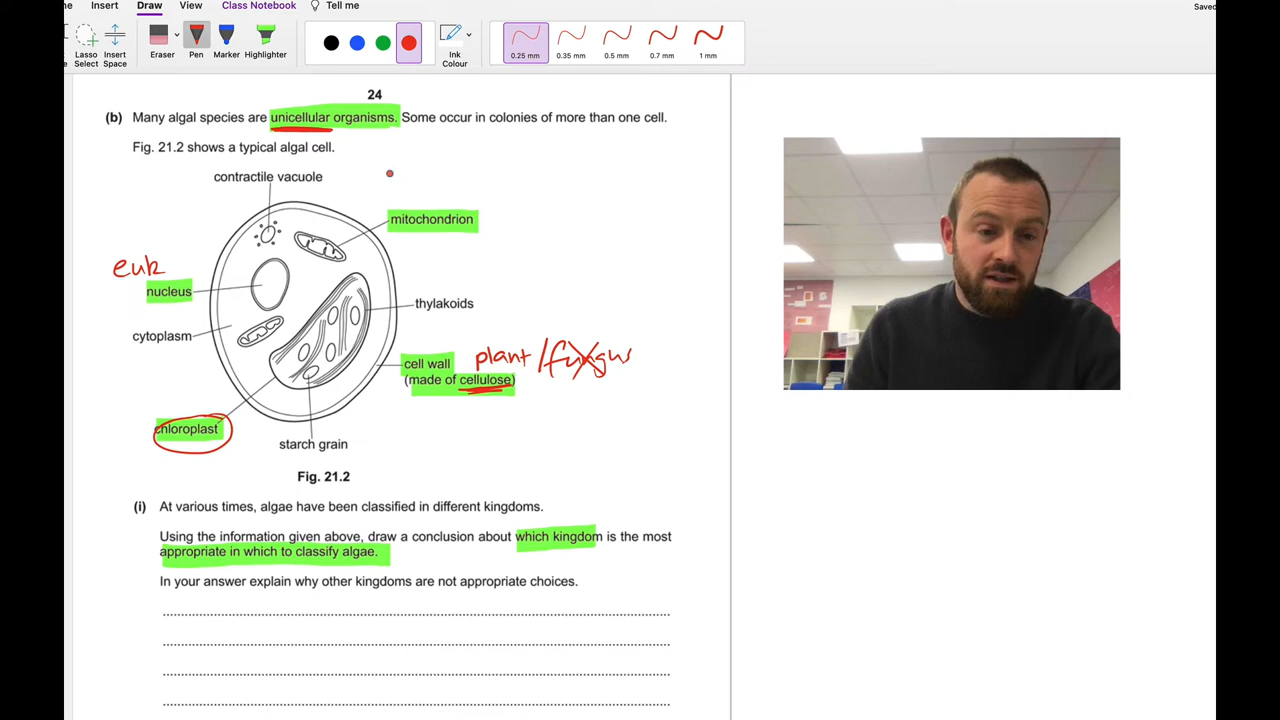 me Insert Draw View Class Notebook Tell me
Saved
Lasso Select
Insert Space
Eraser
Pen
Marker
Highlighter
Ink Colour
0.25 mm
0.35 mm
0.5 mm
0.7 mm
1 mm
24
(b) Many algal species are unicellular organisms. Some occur in colonies of more than one cell.
Fig. 21.2 shows a typical algal cell.
contractile vacuole
mitochondrion
euk
nucleus
thylakoids
cytoplasm
cell wall
(made of cellulose)
plant/fungus
chloroplast
starch grain
Fig. 21.2
(i) At various times, algae have been classified in different kingdoms.
Using the information given above, draw a conclusion about which kingdom is the most
appropriate in which to classify algae.
In your answer explain why other kingdoms are not appropriate choices.